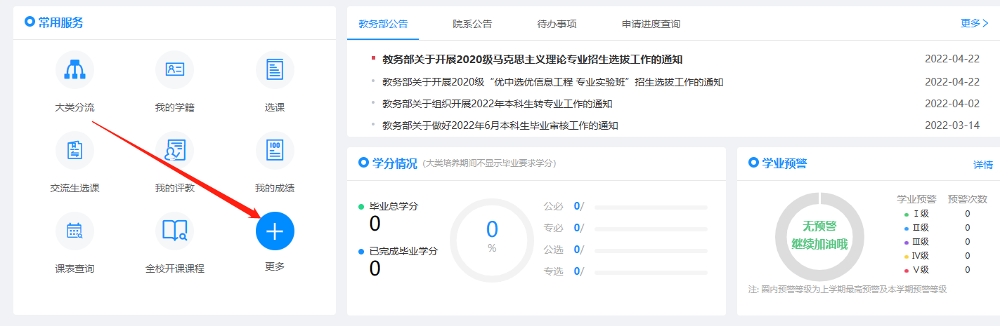 常用服务
大类分流
我的学籍
选课
交流生选课
我的评教
100
我的成绩
课表查询
全校开课课程
更多
教务部公告
院系公告
待办事项
申请进度查询
更多
教务部关于开展2020级马克思主义理论专业招生选拔工作的通知 2022-04-22
教务部关于开展2020级“优中选优信息工程 专业实验班”招生选拔工作的通知 2022-04-22
教务部关于组织开展2022年本科生转专业工作的通知 2022-04-02
教务部关于做好2022年6月本科生毕业审核工作的通知 2022-03-14
学分情况 (大类培养期间不显示毕业要求学分)
毕业总学分
0
已完成毕业学分
0
0
%
公必 0/
专必 0/
公选 0/
专选 0/
学业预警
详情
无预警
继续加油哦
学业预警 预警次数
Ⅰ级 0
Ⅱ级 0
Ⅲ级 0
Ⅳ级 0
Ⅴ级 0
注: 圈内预警等级为上学期最高预警及本学期预警等级